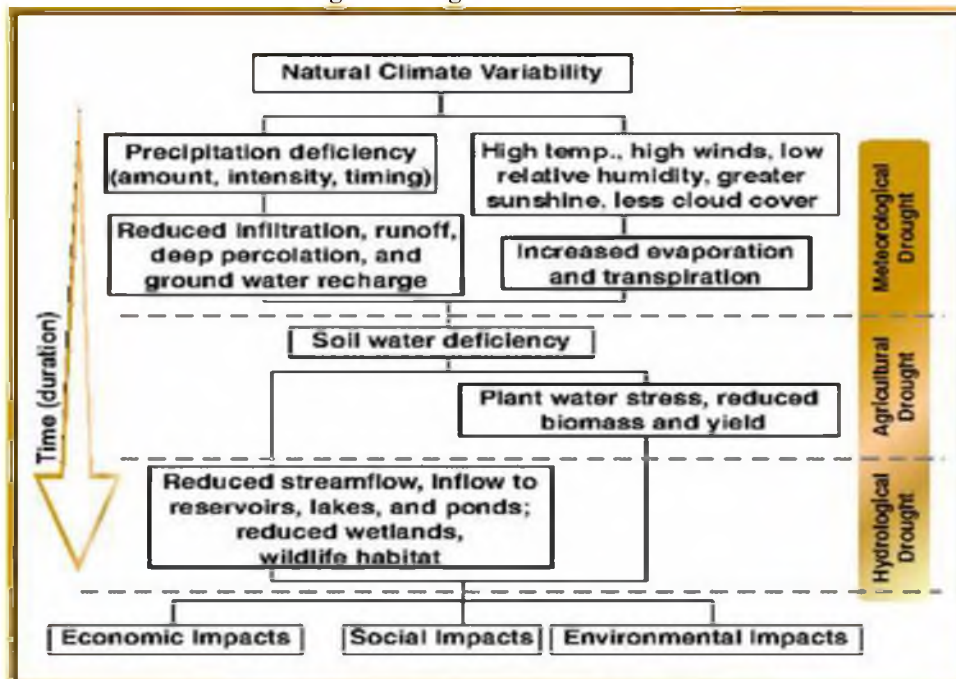 Natural Climate Variability
Precipitation deficiency
(amount, intensity, timing)
High temp., high winds, low
relative humidity, greater
sunshine, less cloud cover
Reduced infiltration, runoff,
deep percolation, and
ground water recharge
Increased evaporation
and transpiration
Meteorological
Drought
Soil water deficiency
Plant water stress, reduced
biomass and yield
Agricultural
Drought
Time (duration)
Reduced streamflow, Inflow to
reservoirs, lakes, and ponds;
reduced wetlands,
wildlife habitat
Hydrological
Drought
Economic Impacts
Social Impacts
Environmental Impacts